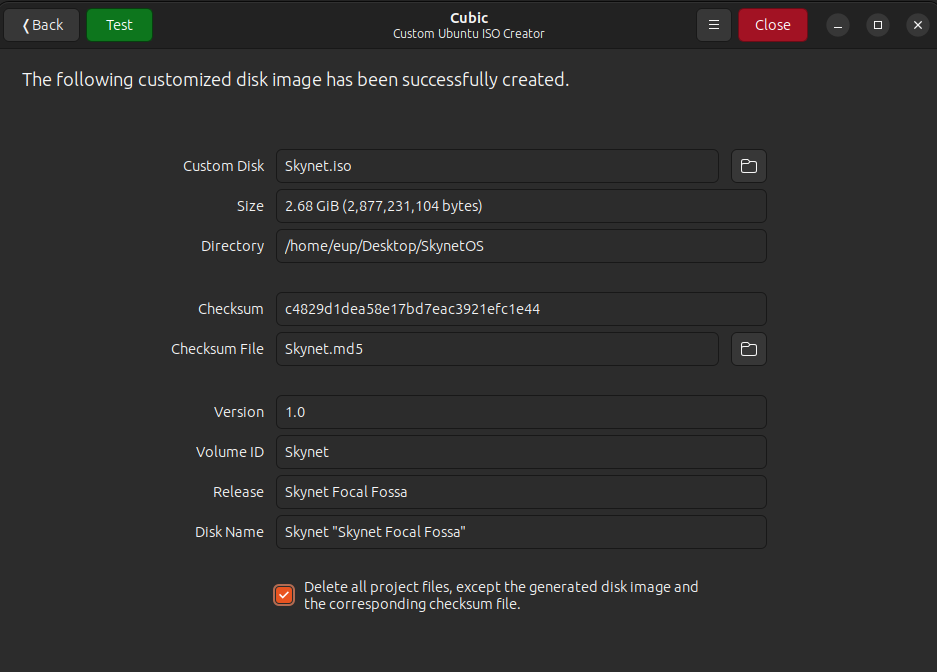 Back
Test
Cubic
Custom Ubuntu ISO Creator
Close
The following customized disk image has been successfully created.
Custom Disk Skynet.iso
Size 2.68 GiB (2,877,231,104 bytes)
Directory /home/eup/Desktop/SkynetOS
Checksum c4829d1dea58e17bd7eac3921efc1e44
Checksum File Skynet.md5
Version 1.0
Volume ID Skynet
Release Skynet Focal Fossa
Disk Name Skynet "Skynet Focal Fossa"
Delete all project files, except the generated disk image and
the corresponding checksum file.